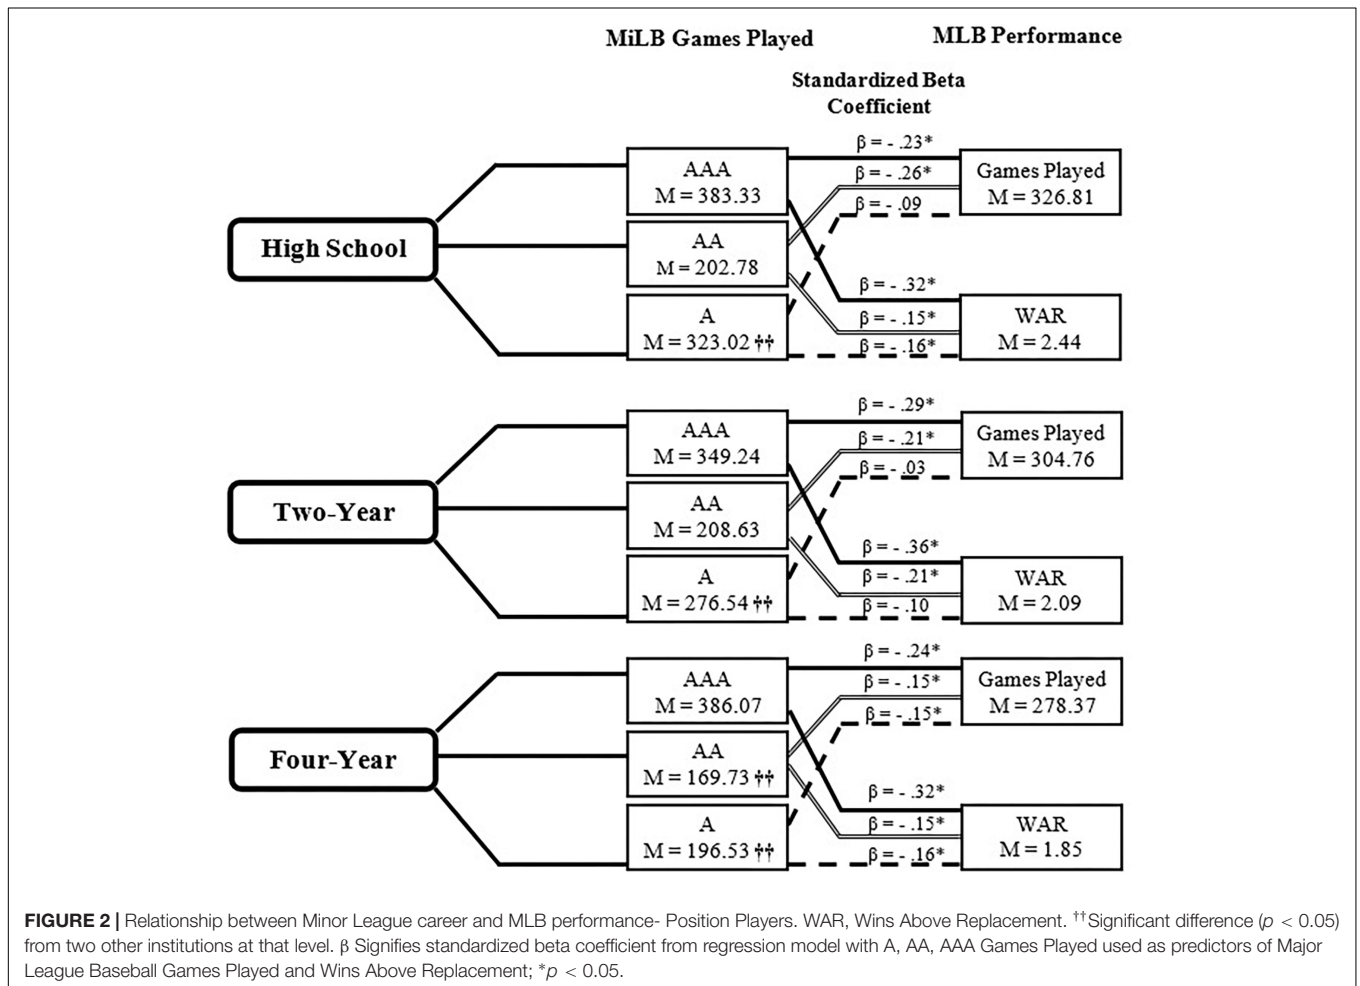 MiLB Games Played
MLB Performance
Standardized Beta
Coefficient
High School
AAA
M = 383.33
AA
M = 202.78
A
M = 323.02 ††
β = - .23*
β = - .26*
β = - .09
Games Played
M = 326.81
β = - .32*
β = - .15*
β = - .16*
WAR
M = 2.44
Two-Year
AAA
M = 349.24
AA
M = 208.63
A
M = 276.54 ††
β = - .29*
β = - .21*
β = - .03
Games Played
M = 304.76
β = - .36*
β = - .21*
β = - .10
WAR
M = 2.09
Four-Year
AAA
M = 386.07
AA
M = 169.73 ††
A
M = 196.53 ††
β = - .24*
β = - .15*
β = - .15*
Games Played
M = 278.37
β = - .32*
β = - .15*
β = - .16*
WAR
M = 1.85
FIGURE 2 | Relationship between Minor League career and MLB performance- Position Players. WAR, Wins Above Replacement. ††Significant difference (p < 0.05)
from two other institutions at that level. β Signifies standardized beta coefficient from regression model with A, AA, AAA Games Played used as predictors of Major
League Baseball Games Played and Wins Above Replacement; *p < 0.05.